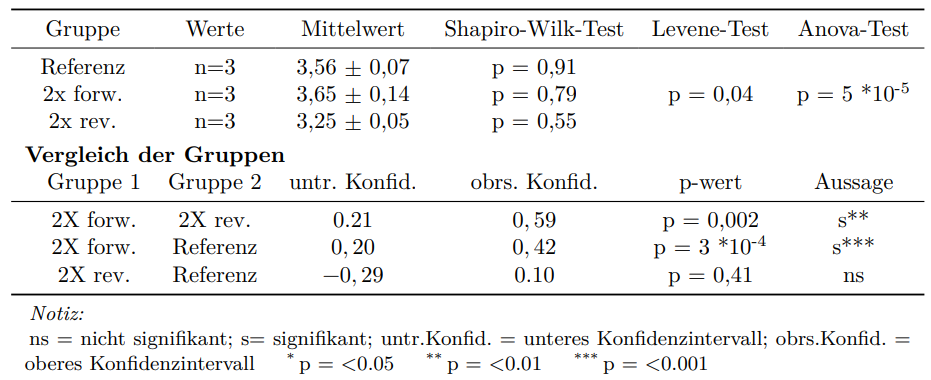 Gruppe Werte Mittelwert Shapiro-Wilk-Test Levene-Test Anova-Test
Referenz n=3 3,56 ± 0,07 p = 0,91
2x forw. n=3 3,65 ± 0,14 p = 0,79 p = 0,04 p = 5 *10-5
2x rev. n=3 3,25 ± 0,05 p = 0,55
Vergleich der Gruppen
Gruppe 1 Gruppe 2 untr. Konfid. obrs. Konfid. p-wert Aussage
2X forw. 2X rev. 0.21 0,59 p = 0,002 s**
2X forw. Referenz 0,20 0,42 p = 3 *10-4 s***
2X rev. Referenz −0,29 0.10 p = 0,41 ns
Notiz:
ns = nicht signifikant; s= signifikant; untr.Konfid. = unteres Konfidenzintervall; obrs.Konfid. =
oberes Konfidenzintervall * p = <0.05 ** p = <0.01 *** p = <0.001